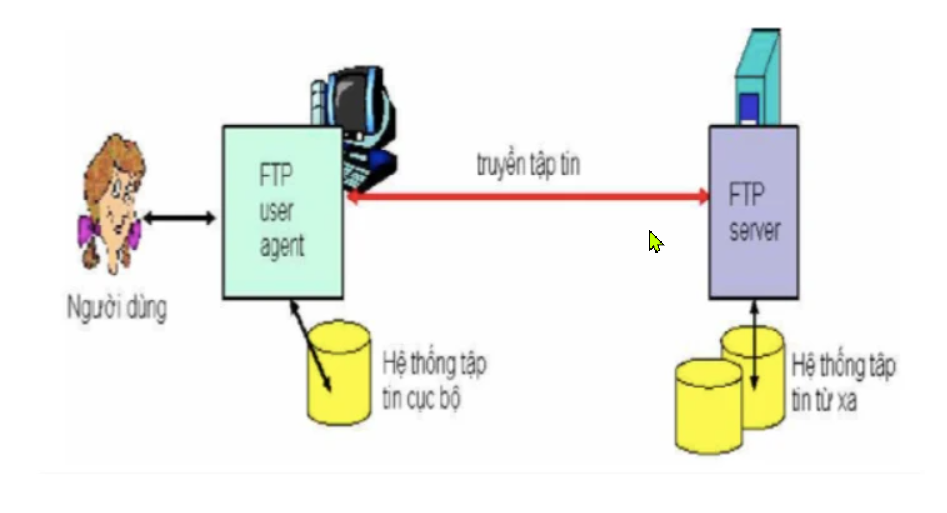 truyền tập tin
FTP
user
agent
FTP
server
Người dùng
Hệ thống tập
tin cục bộ
Hệ thống tập
tin từ xa